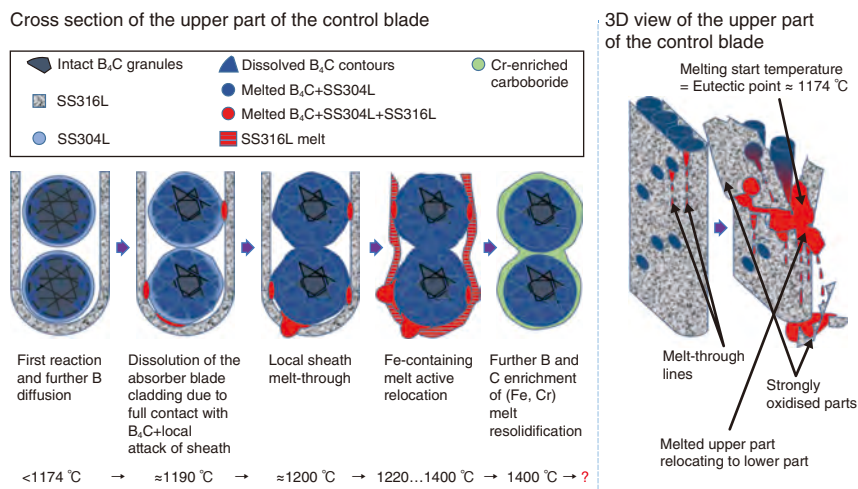 Cross section of the upper part of the control blade
Intact B₄C granules
SS316L
SS304L
Dissolved B₄C contours
Melted B₄C+SS304L
Melted B₄C+SS304L+SS316L
SS316L melt
Cr-enriched
carboboride
First reaction
and further B
diffusion
Dissolution of the
absorber blade
cladding due to
full contact with
B₄C+local
attack of sheath
Local sheath
melt-through
Fe-containing
melt active
relocation
Further B and
C enrichment
of (Fe, Cr)
melt
resolidification
<1174 ℃ → ≈1190 ℃ → ≈1200 ℃ → 1220...1400 ℃ → 1400 ℃ → ?
3D view of the upper part
of the control blade
Melting start temperature
= Eutectic point ≈ 1174 ℃
Melt-through
lines
Strongly
oxidised parts
Melted upper part
relocating to lower part